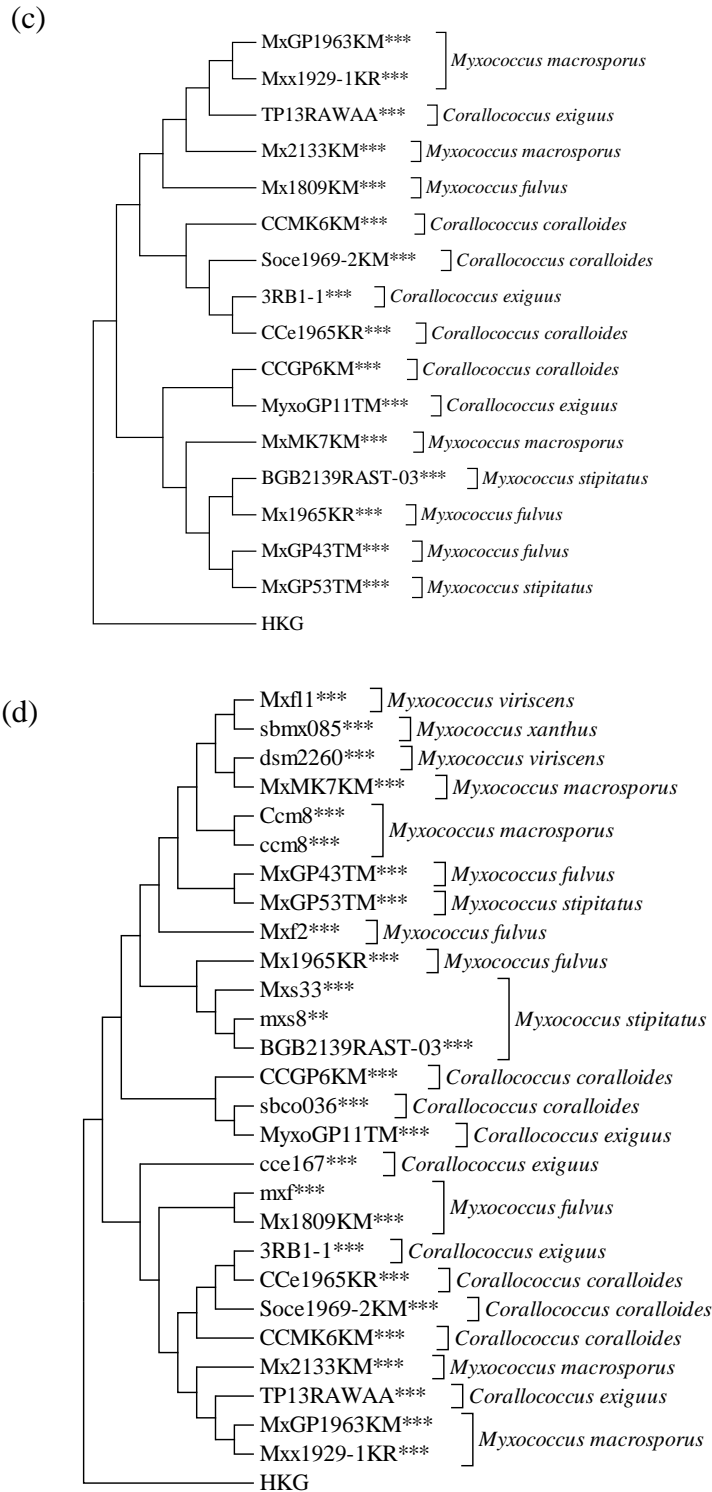 (c)
MxGP1963KM***
Myxococcus macrosporus
Mxx1929-1KR***
TP13RAWAA*** Corallococcus exiguus
Mx2133KM*** Myxococcus macrosporus
Mx1809KM*** Myxococcus fulvus
CCMK6KM*** Corallococcus coralloides
Soce1969-2KM*** Corallococcus coralloides
3RB1-1*** Corallococcus exiguus
CCe1965KR*** Corallococcus coralloides
CCGP6KM*** Corallococcus coralloides
MyxoGP11TM*** Corallococcus exiguus
MxMK7KM*** Myxococcus macrosporus
BGB2139RAST-03*** Myxococcus stipitatus
Mx1965KR*** Myxococcus fulvus
MxGP43TM*** Myxococcus fulvus
MxGP53TM*** Myxococcus stipitatus
HKG
(d)
Mxfl1*** Myxococcus viriscens
sbmx085*** Myxococcus xanthus
dsm2260*** Myxococcus viriscens
MxMK7KM*** Myxococcus macrosporus
Ccm8***
Myxococcus macrosporus
ccm8***
MxGP43TM*** Myxococcus fulvus
MxGP53TM*** Myxococcus stipitatus
Mxf2*** Myxococcus fulvus
Mx1965KR*** Myxococcus fulvus
Mxs33***
mxs8** Myxococcus stipitatus
BGB2139RAST-03***
CCGP6KM*** Corallococcus coralloides
sbco036*** Corallococcus coralloides
MyxoGP11TM*** Corallococcus exiguus
cce167*** Corallococcus exiguus
mxf***
Myxococcus fulvus
Mx1809KM***
3RB1-1*** Corallococcus exiguus
CCe1965KR*** Corallococcus coralloides
Soce1969-2KM*** Corallococcus coralloides
CCMK6KM*** Corallococcus coralloides
Mx2133KM*** Myxococcus macrosporus
TP13RAWAA*** Corallococcus exiguus
MxGP1963KM***
Myxococcus macrosporus
Mxx1929-1KR***
HKG